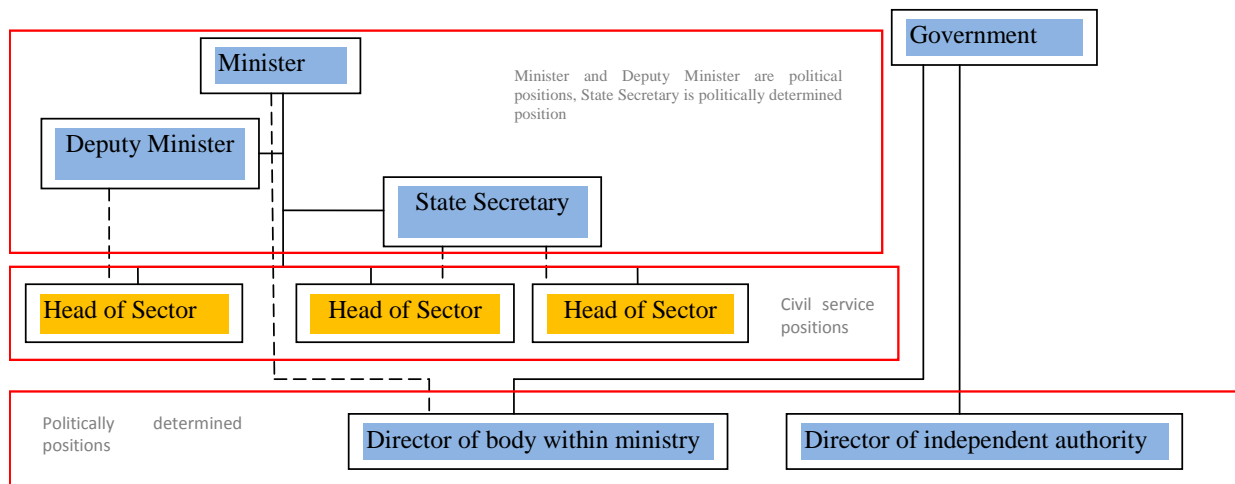 Government
Minister
Minister and Deputy Minister are political
positions, State Secretary is politically determined
position
Deputy Minister
State Secretary
Head of Sector
Head of Sector
Head of Sector
Civil service
positions
Politically determined
positions
Director of body within ministry
Director of independent authority